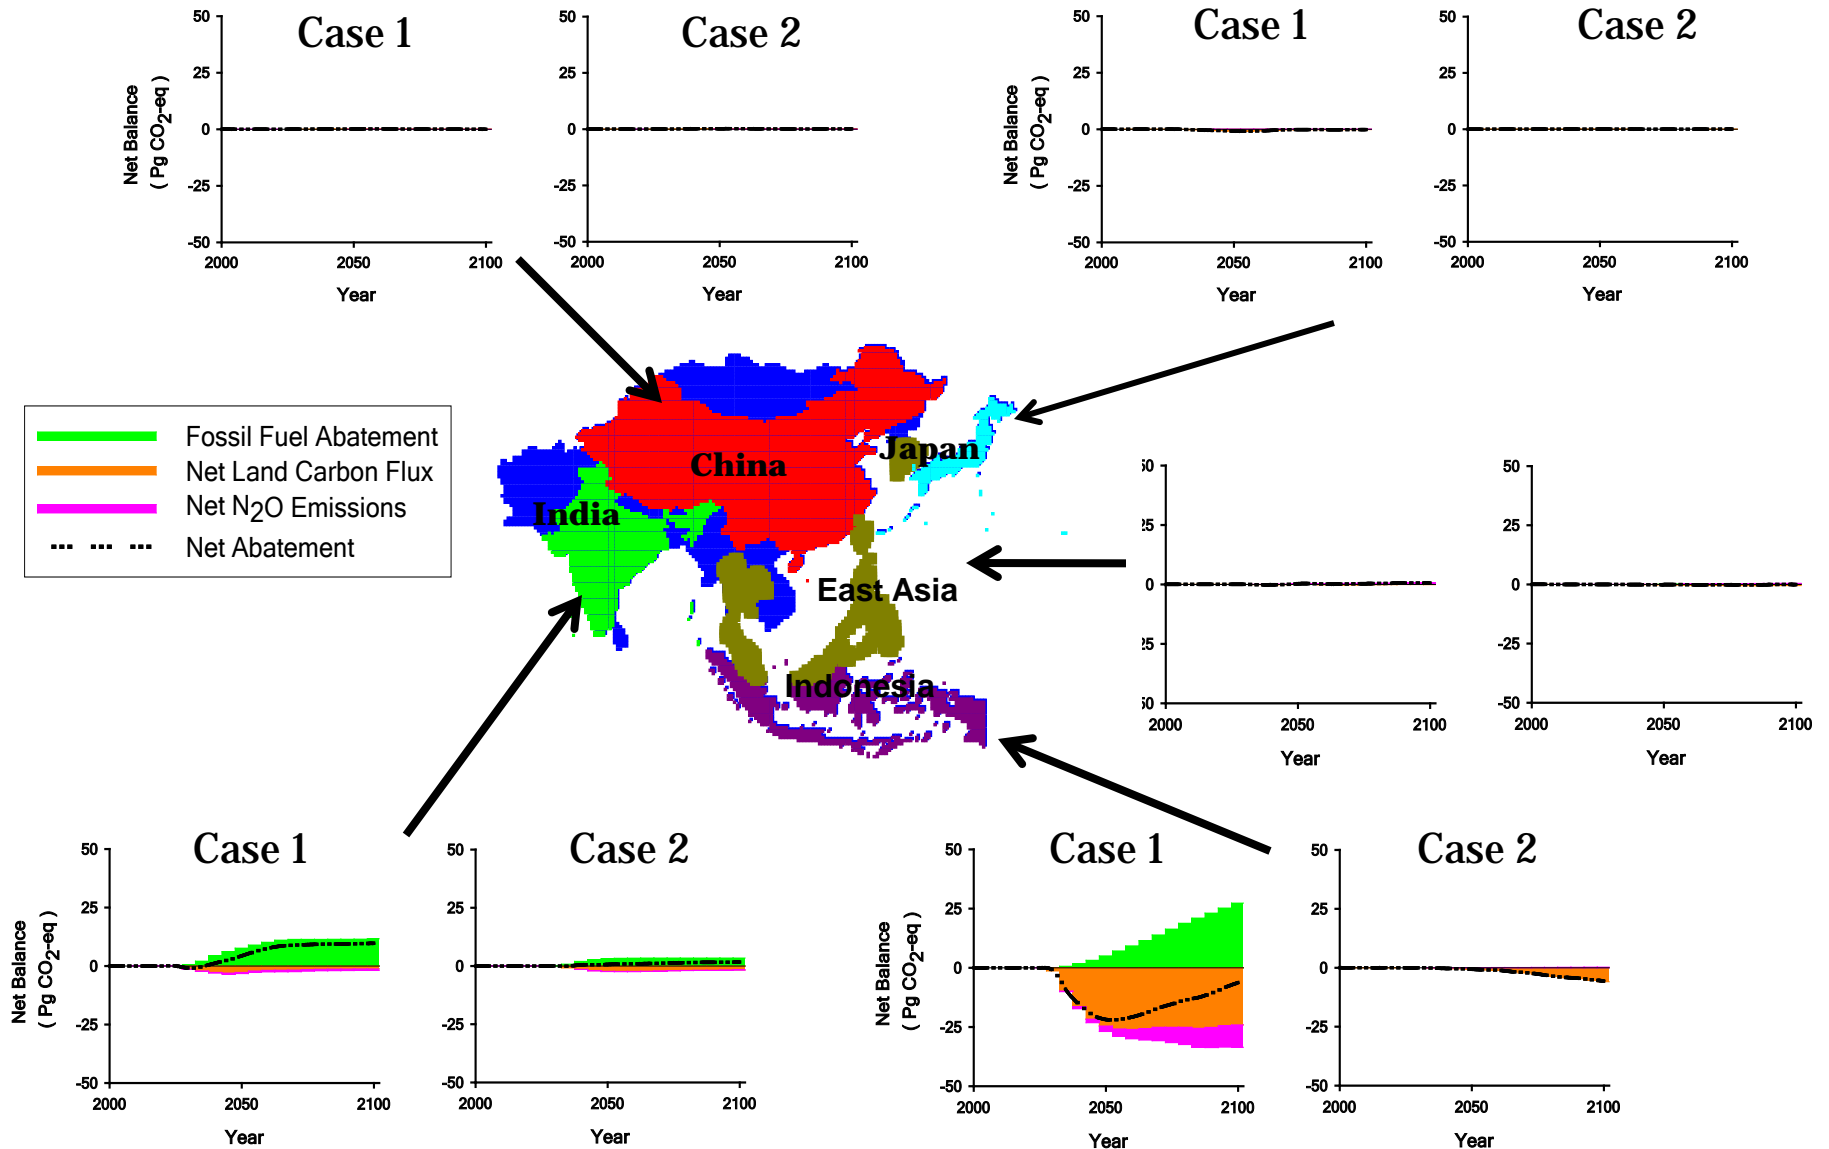 Case 1
Case 2
Case 1
Case 2
50
25
0
-25
-50
Net Balance
( Pg CO2-eq )
2000
2050
2100
Year
50
25
0
-25
-50
2000
2050
2100
Year
50
25
0
-25
-50
Net Balance
( Pg CO2-eq )
2000
2050
2100
Year
50
25
0
-25
-50
2000
2050
2100
Year
Fossil Fuel Abatement
Net Land Carbon Flux
Net N2O Emissions
Net Abatement
China
Japan
India
East Asia
Indonesia
50
25
0
25
50
2000
2050
2100
Year
50
25
0
-25
-50
2000
2050
2100
Year
Case 1
Case 2
Case 1
Case 2
50
25
0
-25
-50
Net Balance
( Pg CO2-eq )
2000
2050
2100
Year
50
25
0
-25
-50
2000
2050
2100
Year
50
25
0
-25
-50
Net Balance
( Pg CO2-eq )
2000
2050
2100
Year
50
25
0
-25
-50
2000
2050
2100
Year